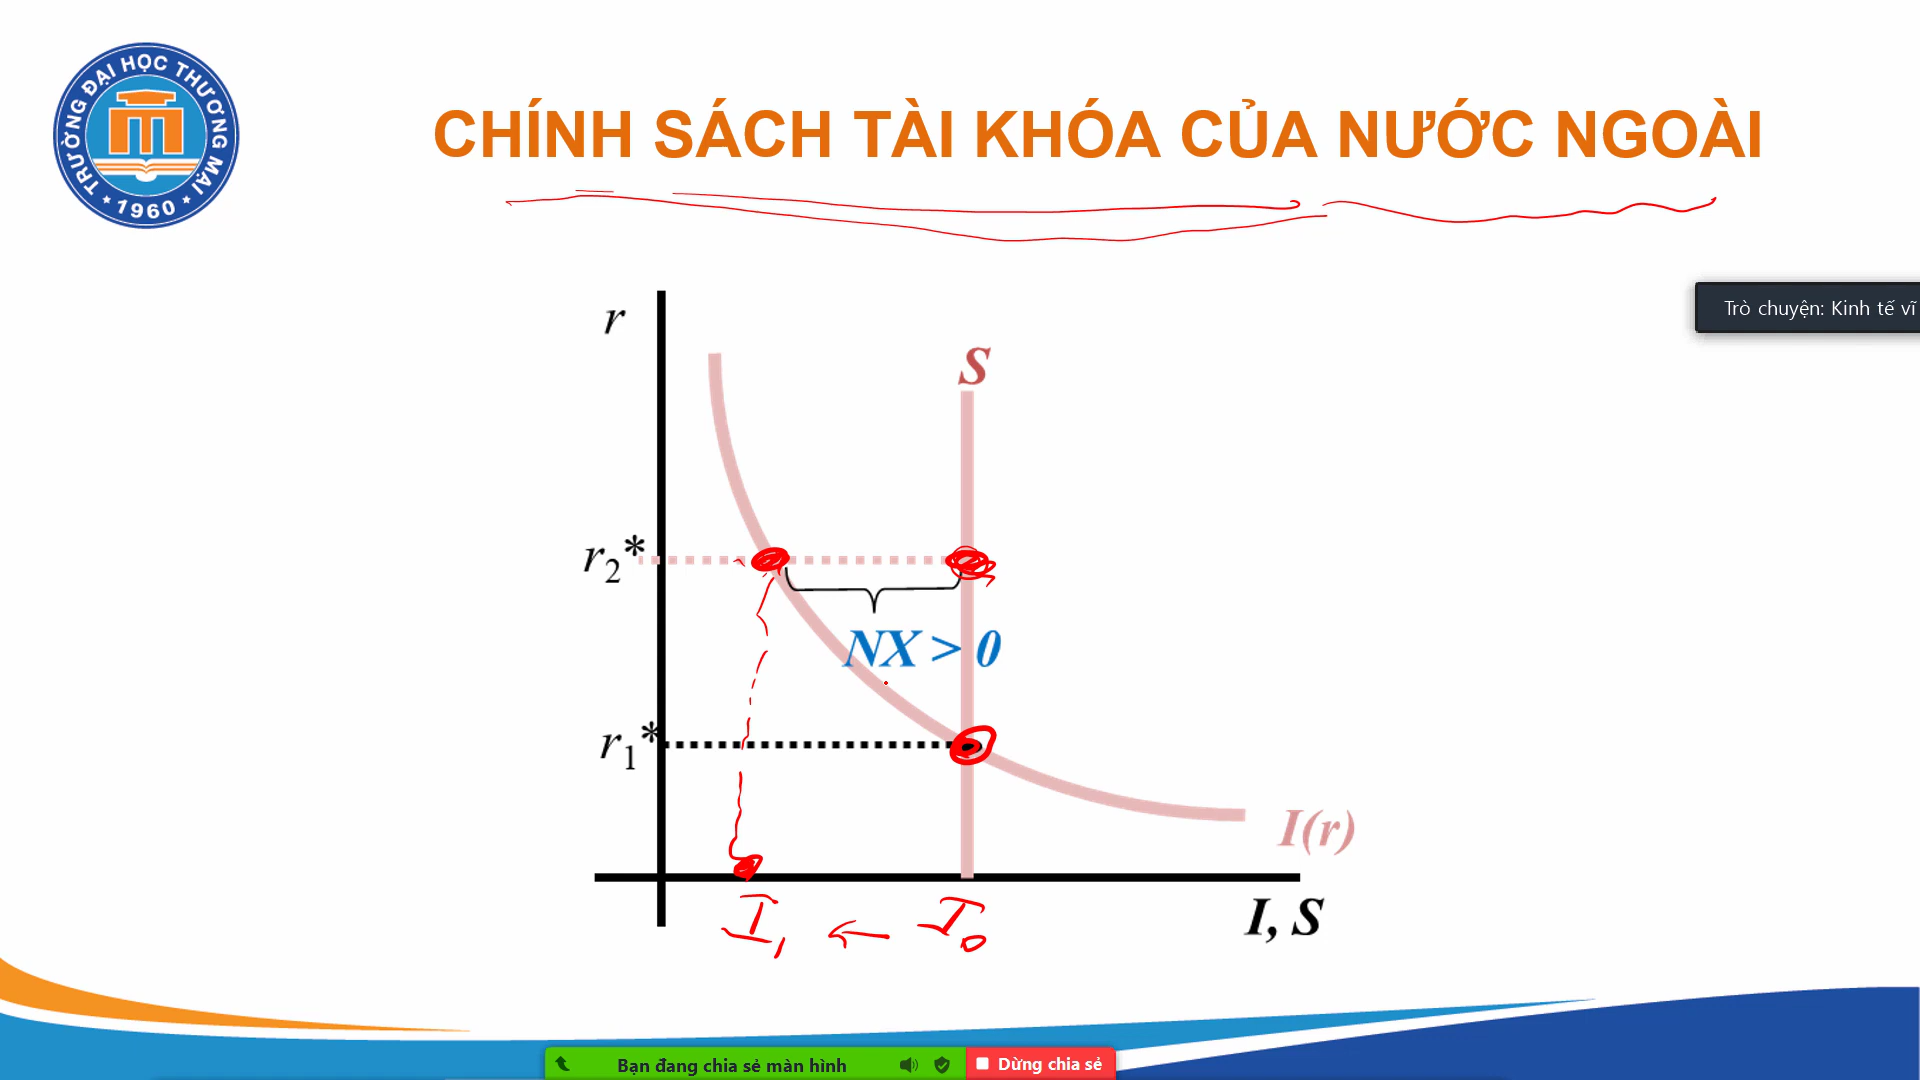 TRƯỜNG ĐẠI HỌC THƯƠNG MẠI
1960
CHÍNH SÁCH TÀI KHÓA CỦA NƯỚC NGOÀI
Trò chuyện: Kinh tế vĩ
r
S
r₂*
NX > 0
r₁*
I(r)
I₁ ← I₀
I, S
Bạn đang chia sẻ màn hình
Dừng chia sẻ